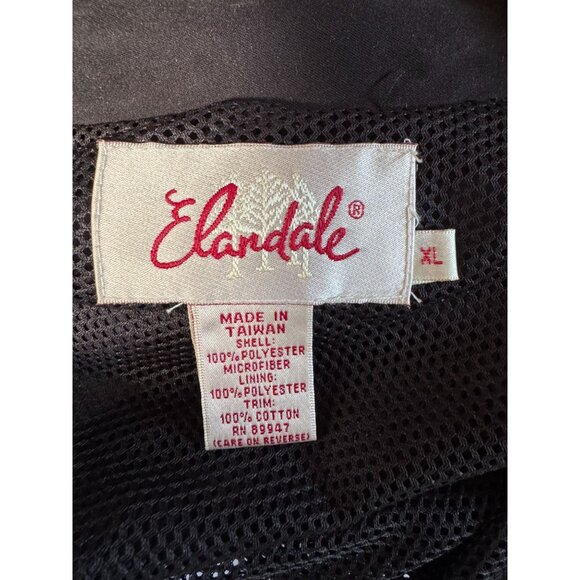 Elandale®
XL
MADE IN
TAIWAN
SHELL:
100% POLYESTER
MICROFIBER
LINING:
100% POLYESTER
TRIM:
100% COTTON
RN 89947
(CARE ON REVERSE)